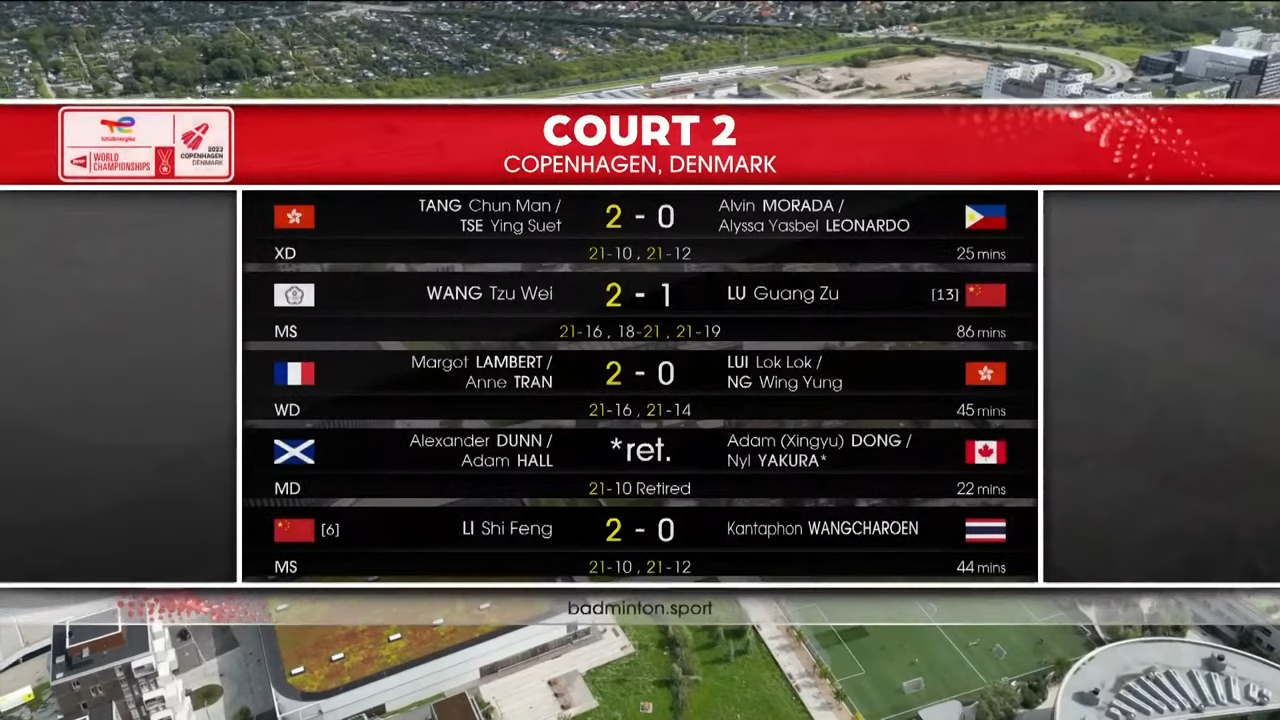 COURT 2
COPENHAGEN, DENMARK
TotalEnergies
WORLD
CHAMPIONSHIPS
2023
COPENHAGEN
DENMARK
TANG Chun Man /
TSE Ying Suet
2 - 0
Alvin MORADA /
Alyssa Yasbel LEONARDO
XD
21-10 , 21-12
25 mins
WANG Tzu Wei
2 - 1
LU Guang Zu
[13]
MS
21-16 , 18-21 , 21-19
86 mins
Margot LAMBERT /
Anne TRAN
2 - 0
LUI Lok Lok /
NG Wing Yung
WD
21-16 , 21-14
45 mins
Alexander DUNN /
Adam HALL
*ret.
Adam (Xingyu) DONG /
Nyl YAKURA*
MD
21-10 Retired
22 mins
[6]
LI Shi Feng
2 - 0
Kantaphon WANGCHAROEN
MS
21-10 , 21-12
44 mins
badminton.sport